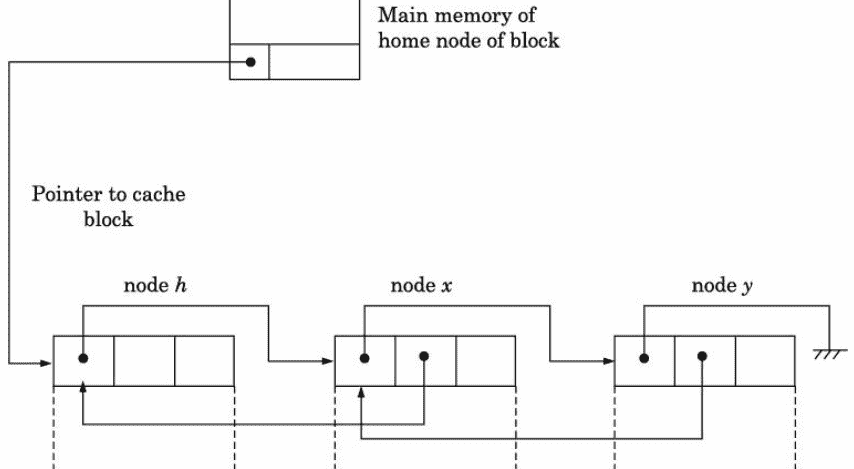 Main memory of
home node of block
Pointer to cache
block
node h
node x
node y